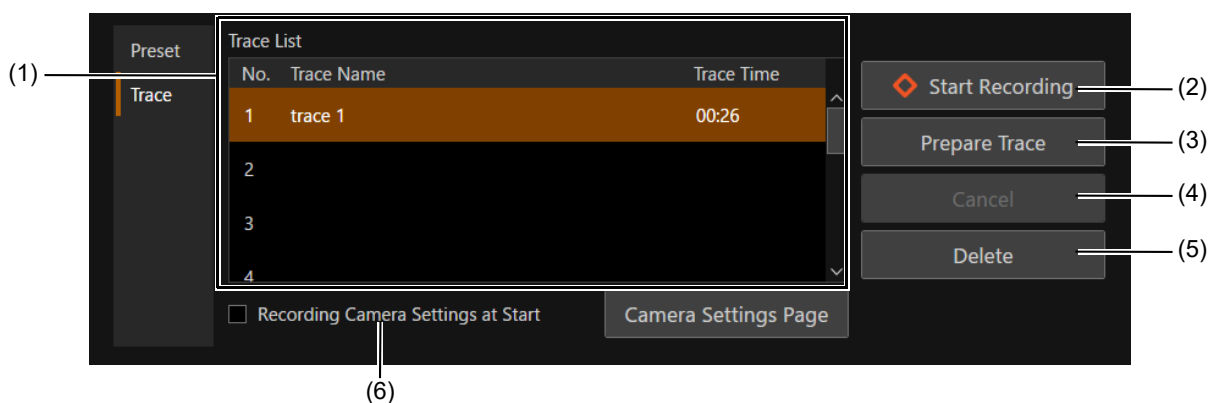 Preset
Trace
Trace List
No. Trace Name Trace Time
1 trace 1 00:26
2
3
4
Recording Camera Settings at Start
Camera Settings Page
Start Recording
Prepare Trace
Cancel
Delete
(1)
(2)
(3)
(4)
(5)
(6)